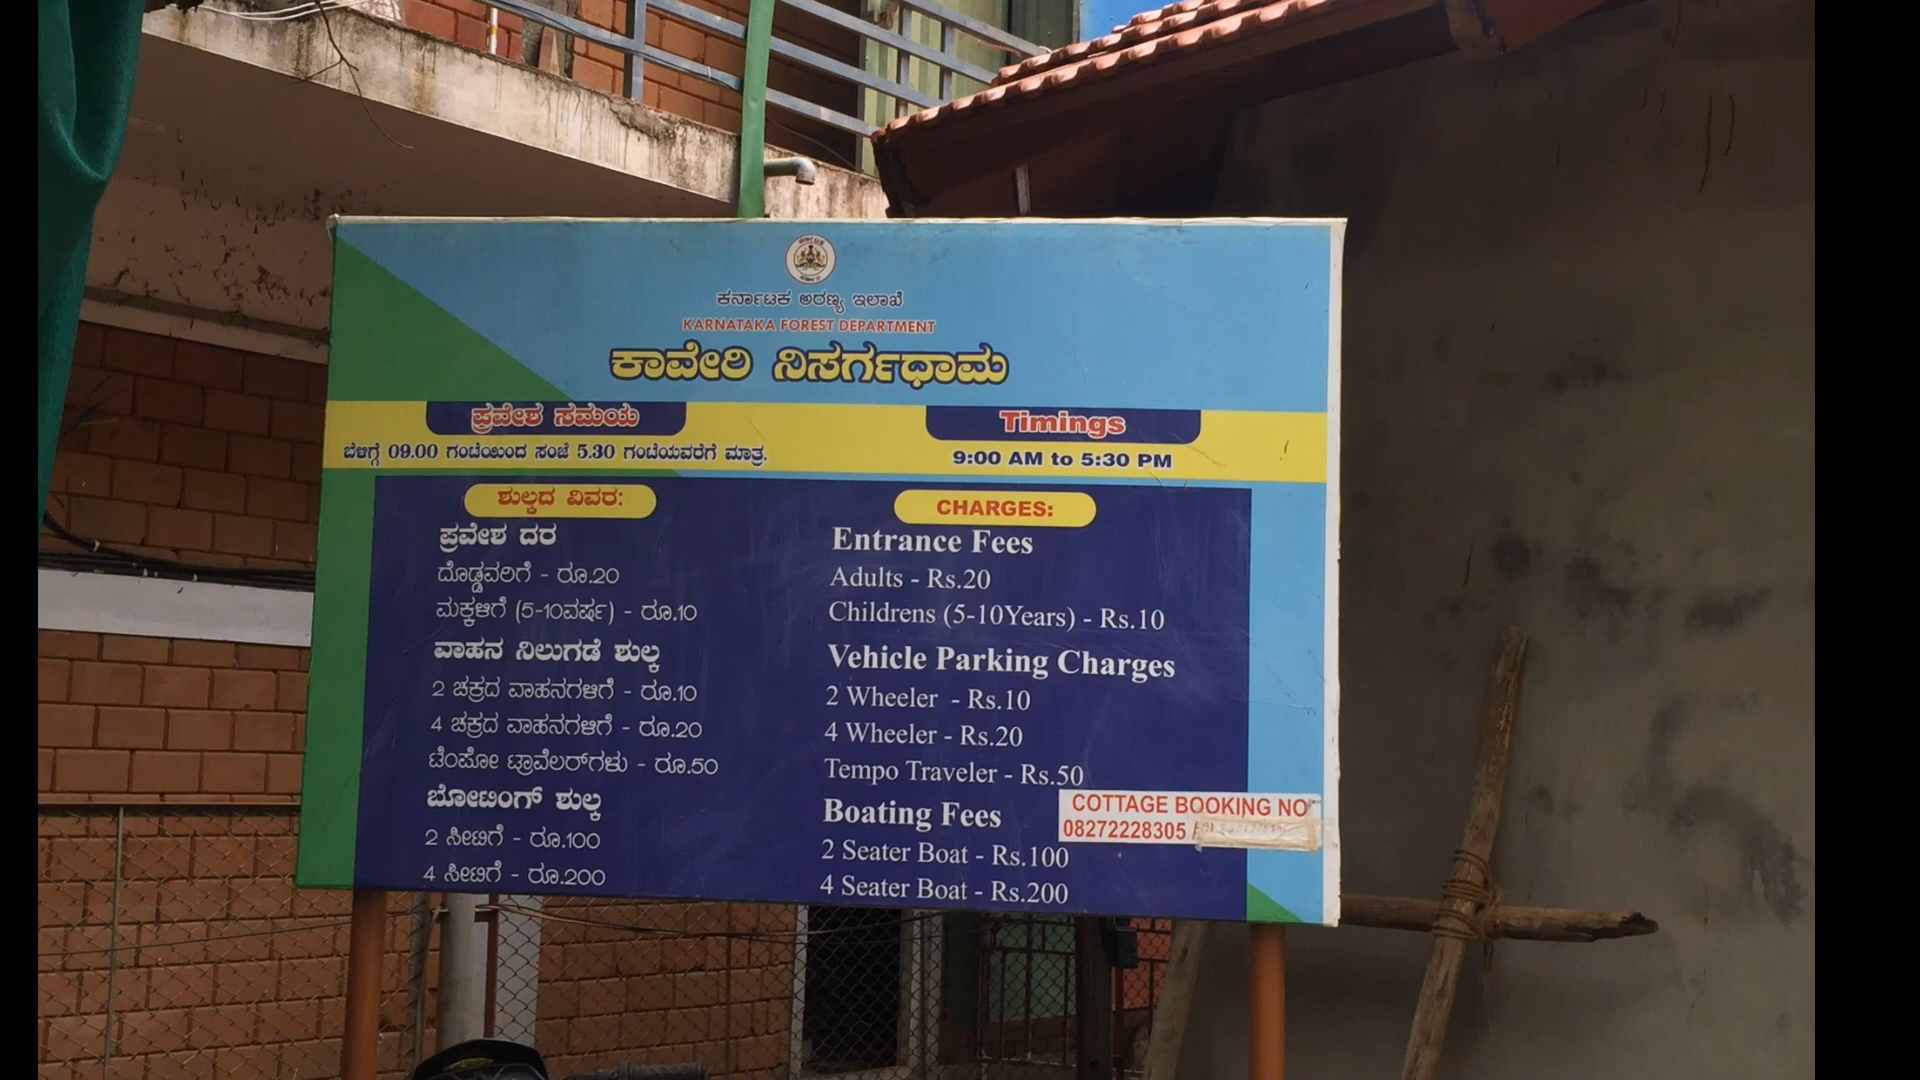 ಕರ್ನಾಟಕ ಅರಣ್ಯ ಇಲಾಖೆ
KARNATAKA FOREST DEPARTMENT
ಕಾವೇರಿ ನಿಸರ್ಗಧಾಮ
ಪ್ರವೇಶ ಸಮಯ
ಬೆಳಿಗ್ಗೆ 09.00 ಗಂಟೆಯಿಂದ ಸಂಜೆ 5.30 ಗಂಟೆಯವರೆಗೆ ಮಾತ್ರ.
Timings
9:00 AM to 5:30 PM
ಶುಲ್ಕದ ವಿವರ:
ಪ್ರವೇಶ ದರ
ದೊಡ್ಡವರಿಗೆ - ರೂ.20
ಮಕ್ಕಳಿಗೆ (5-10ವರ್ಷ) - ರೂ.10
ವಾಹನ ನಿಲುಗಡೆ ಶುಲ್ಕ
2 ಚಕ್ರದ ವಾಹನಗಳಿಗೆ - ರೂ.10
4 ಚಕ್ರದ ವಾಹನಗಳಿಗೆ - ರೂ.20
ಟೆಂಪೋ ಟ್ರಾವೆಲರ್‌ಗಳು - ರೂ.50
ಬೋಟಿಂಗ್ ಶುಲ್ಕ
2 ಸೀಟಿಗೆ - ರೂ.100
4 ಸೀಟಿಗೆ - ರೂ.200
CHARGES:
Entrance Fees
Adults - Rs.20
Childrens (5-10Years) - Rs.10
Vehicle Parking Charges
2 Wheeler - Rs.10
4 Wheeler - Rs.20
Tempo Traveler - Rs.50
Boating Fees
2 Seater Boat - Rs.100
4 Seater Boat - Rs.200
COTTAGE BOOKING NO
08272228305 /